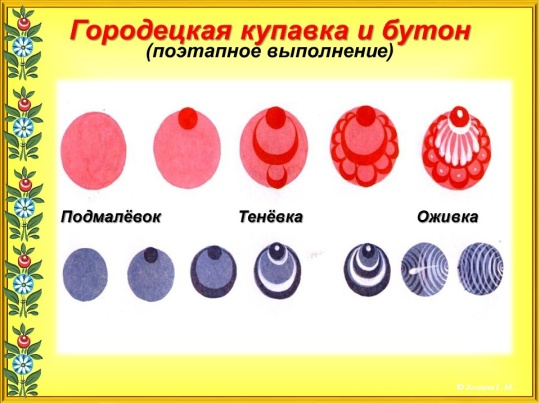 Городецкая купавка и бутон
(поэтапное выполнение)
Подмалёвок Тенёвка Оживка